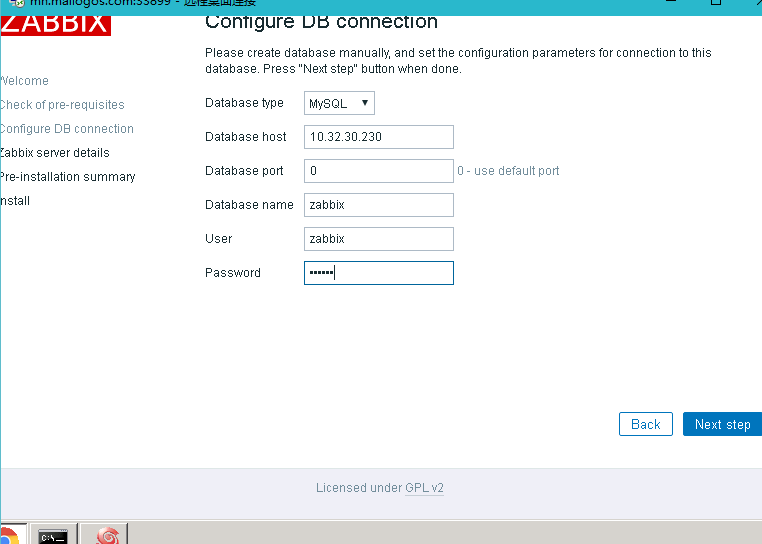 mn.mailogos.com:33899 - 远程桌面连接
ZABBIX
Configure DB connection
Please create database manually, and set the configuration parameters for connection to this
database. Press "Next step" button when done.
Welcome
Check of pre-requisites
Configure DB connection
Zabbix server details
Pre-installation summary
Install
Database type MySQL
Database host 10.32.30.230
Database port 0 0 - use default port
Database name zabbix
User zabbix
Password ••••••
Back Next step
Licensed under GPL v2
C:\.